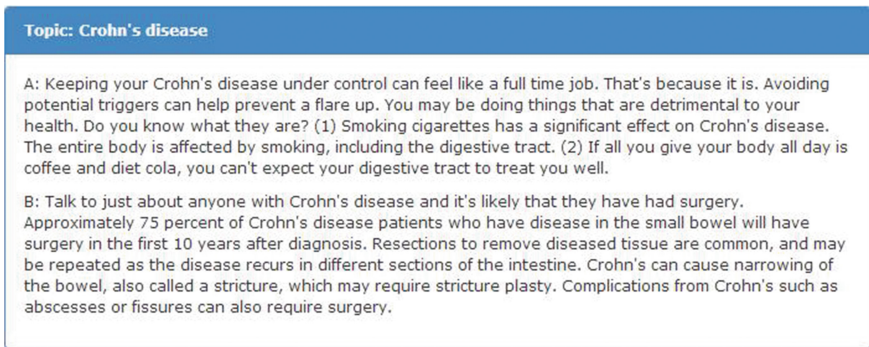 Topic: Crohn's disease
A: Keeping your Crohn's disease under control can feel like a full time job. That's because it is. Avoiding
potential triggers can help prevent a flare up. You may be doing things that are detrimental to your
health. Do you know what they are? (1) Smoking cigarettes has a significant effect on Crohn's disease.
The entire body is affected by smoking, including the digestive tract. (2) If all you give your body all day is
coffee and diet cola, you can't expect your digestive tract to treat you well.
B: Talk to just about anyone with Crohn's disease and it's likely that they have had surgery.
Approximately 75 percent of Crohn's disease patients who have disease in the small bowel will have
surgery in the first 10 years after diagnosis. Resections to remove diseased tissue are common, and may
be repeated as the disease recurs in different sections of the intestine. Crohn's can cause narrowing of
the bowel, also called a stricture, which may require stricture plasty. Complications from Crohn's such as
abscesses or fissures can also require surgery.